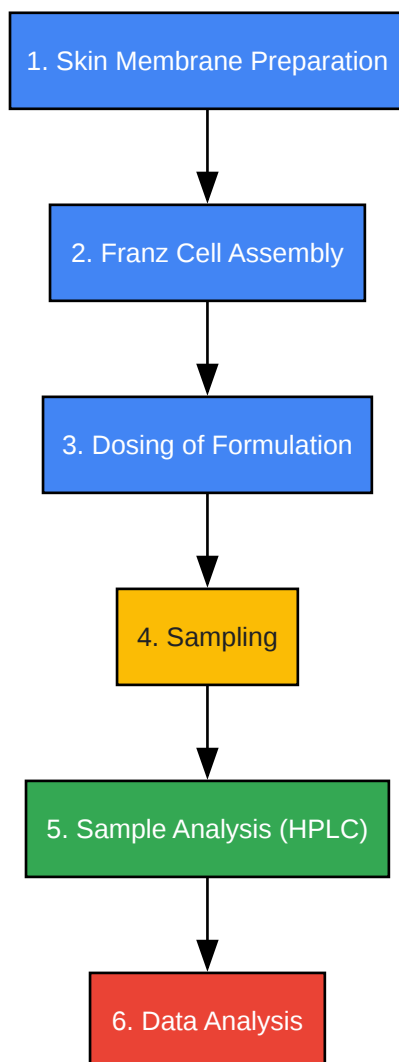 1. Skin Membrane Preparation
2. Franz Cell Assembly
3. Dosing of Formulation
4. Sampling
5. Sample Analysis (HPLC)
6. Data Analysis